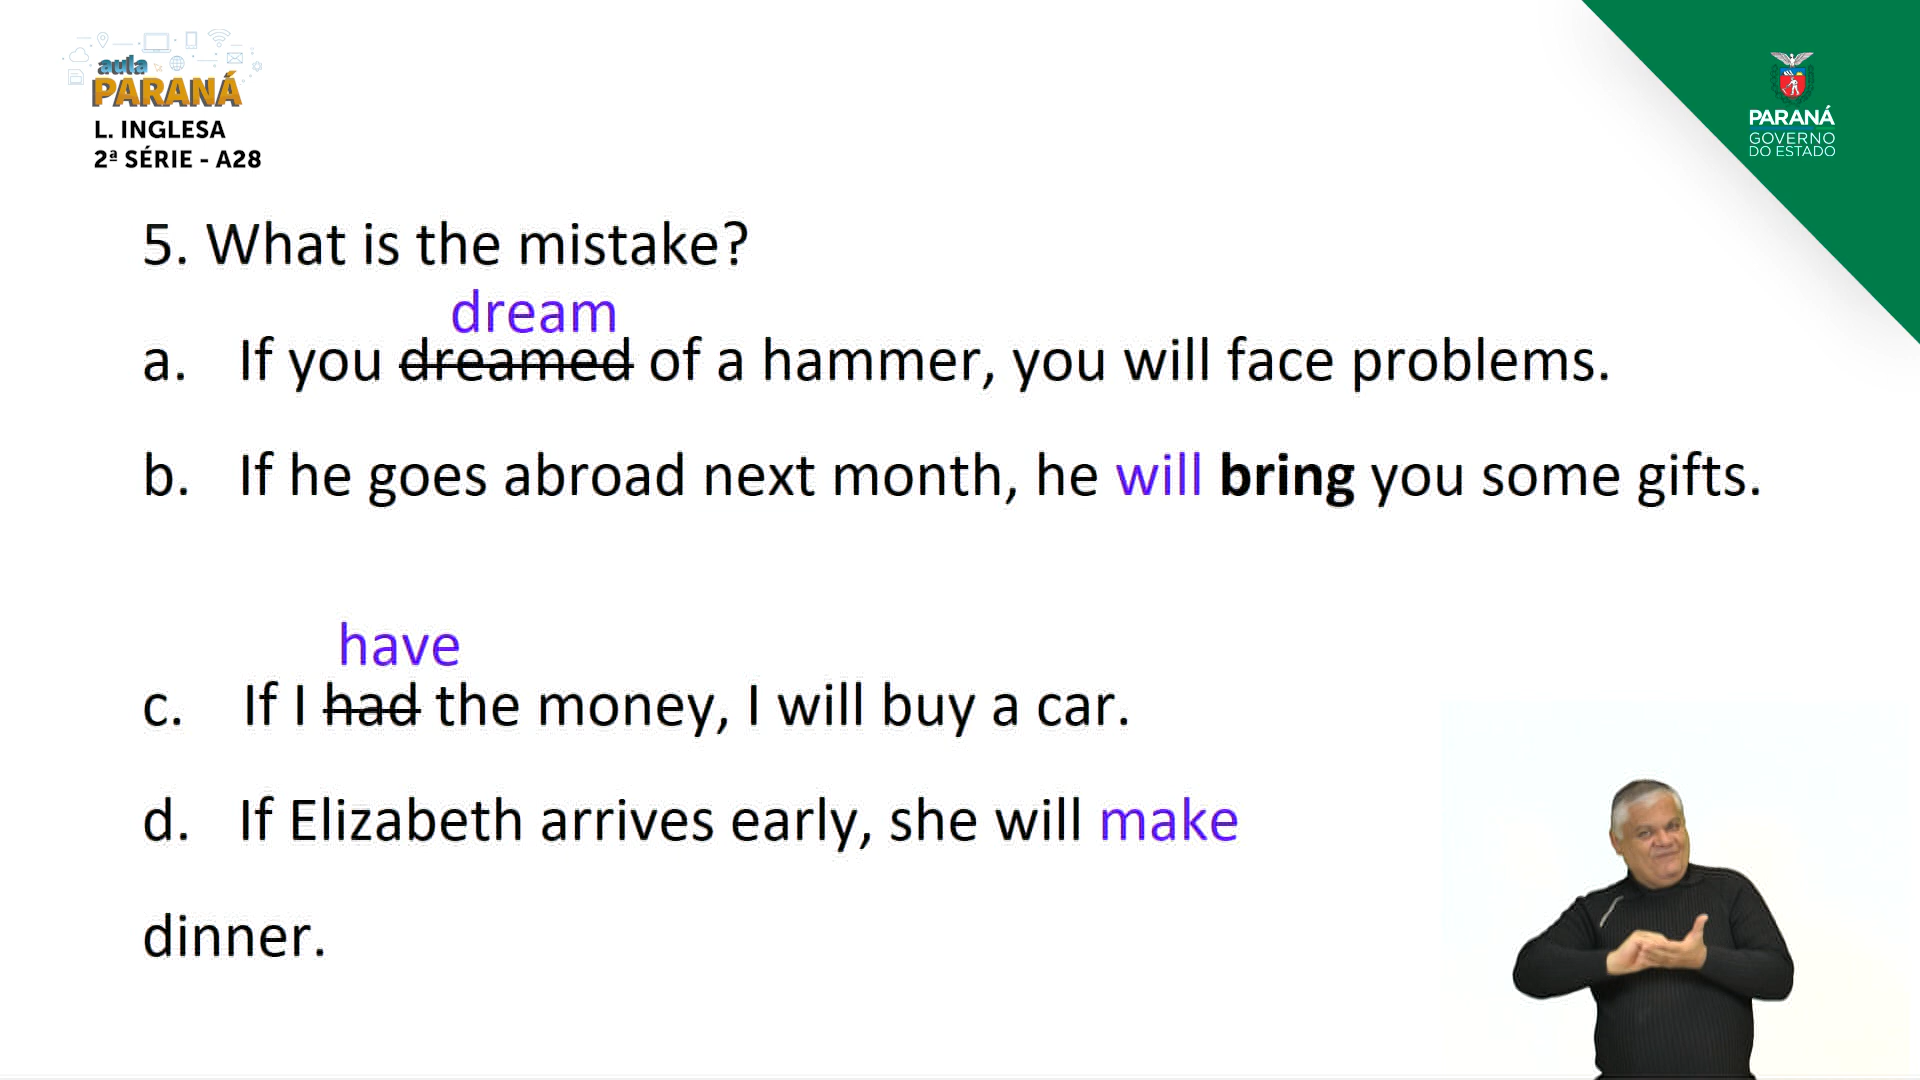 aula
PARANÁ
L. INGLESA
2ª SÉRIE - A28
PARANÁ
GOVERNO
DO ESTADO
5. What is the mistake?
dream
a. If you dreamed of a hammer, you will face problems.
b. If he goes abroad next month, he will bring you some gifts.
have
c. If I had the money, I will buy a car.
d. If Elizabeth arrives early, she will make
dinner.